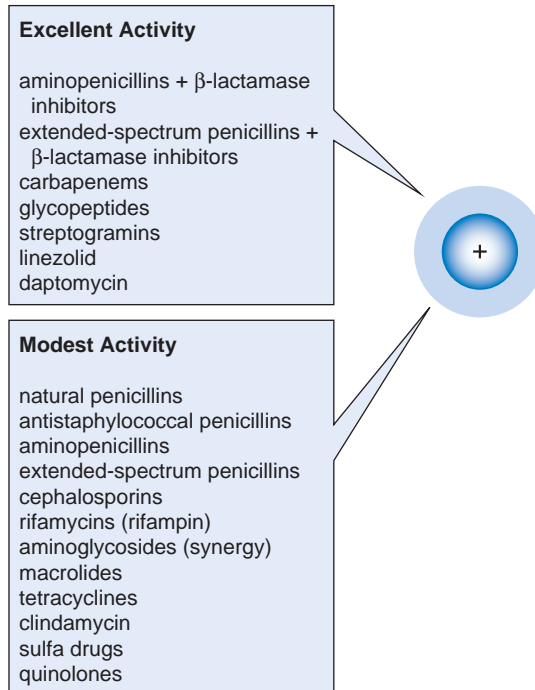 Excellent Activity
aminopenicillins + β-lactamase
inhibitors
extended-spectrum penicillins +
β-lactamase inhibitors
carbapenems
glycopeptides
streptogramins
linezolid
daptomycin
+
Modest Activity
natural penicillins
antistaphylococcal penicillins
aminopenicillins
extended-spectrum penicillins
cephalosporins
rifamycins (rifampin)
aminoglycosides (synergy)
macrolides
tetracyclines
clindamycin
sulfa drugs
quinolones